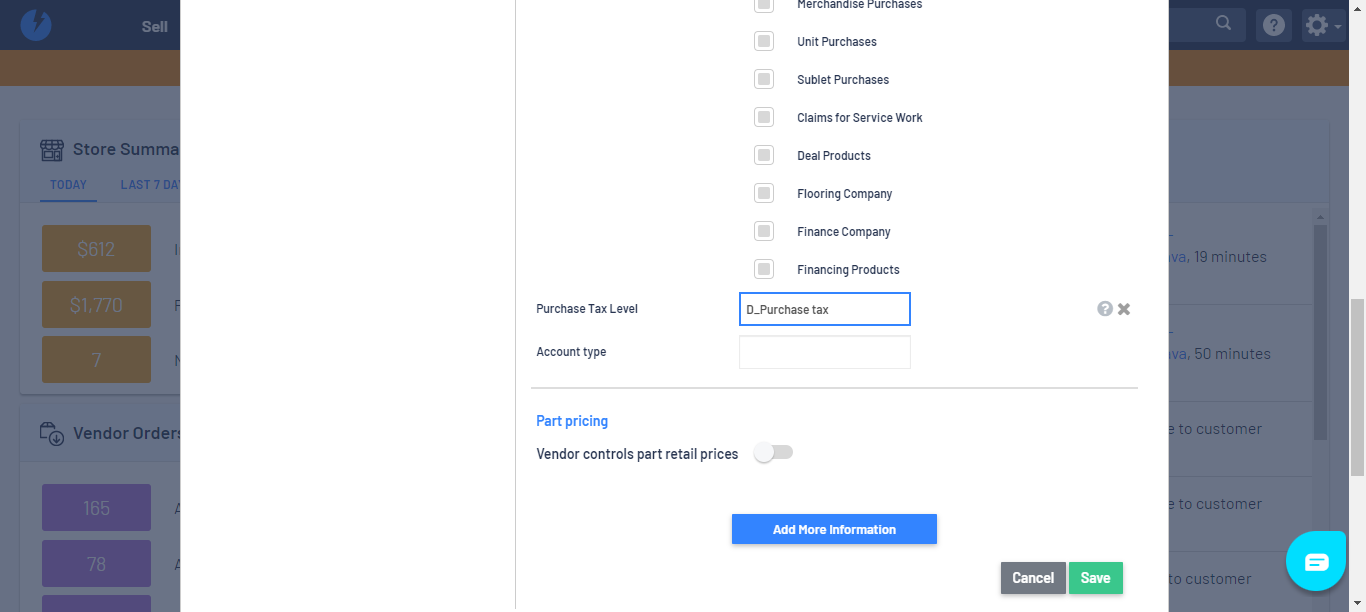 Sell
Store Summa
TODAY
LAST 7 DA
$612
$1,770
7
Vendor Orders
165
78
Merchandise Purchases
Unit Purchases
Sublet Purchases
Claims for Service Work
Deal Products
Flooring Company
Finance Company
Financing Products
Purchase Tax Level
D_Purchase tax
Account type
Part pricing
Vendor controls part retail prices
Add More Information
Cancel
Save
va, 19 minutes
va, 50 minutes
e to customer
e to customer
to customer